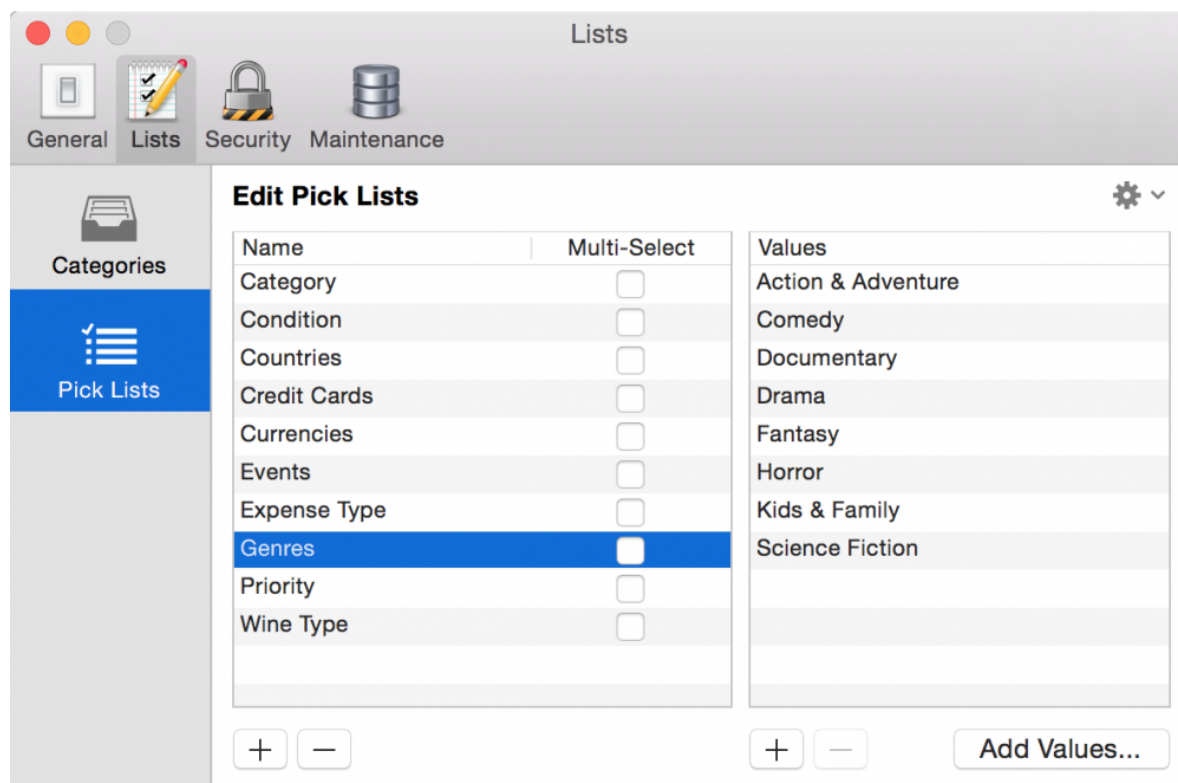 Lists
General Lists Security Maintenance
Categories
Pick Lists
Edit Pick Lists
Name Multi-Select
Category
Condition
Countries
Credit Cards
Currencies
Events
Expense Type
Genres
Priority
Wine Type
Values
Action & Adventure
Comedy
Documentary
Drama
Fantasy
Horror
Kids & Family
Science Fiction
Add Values...